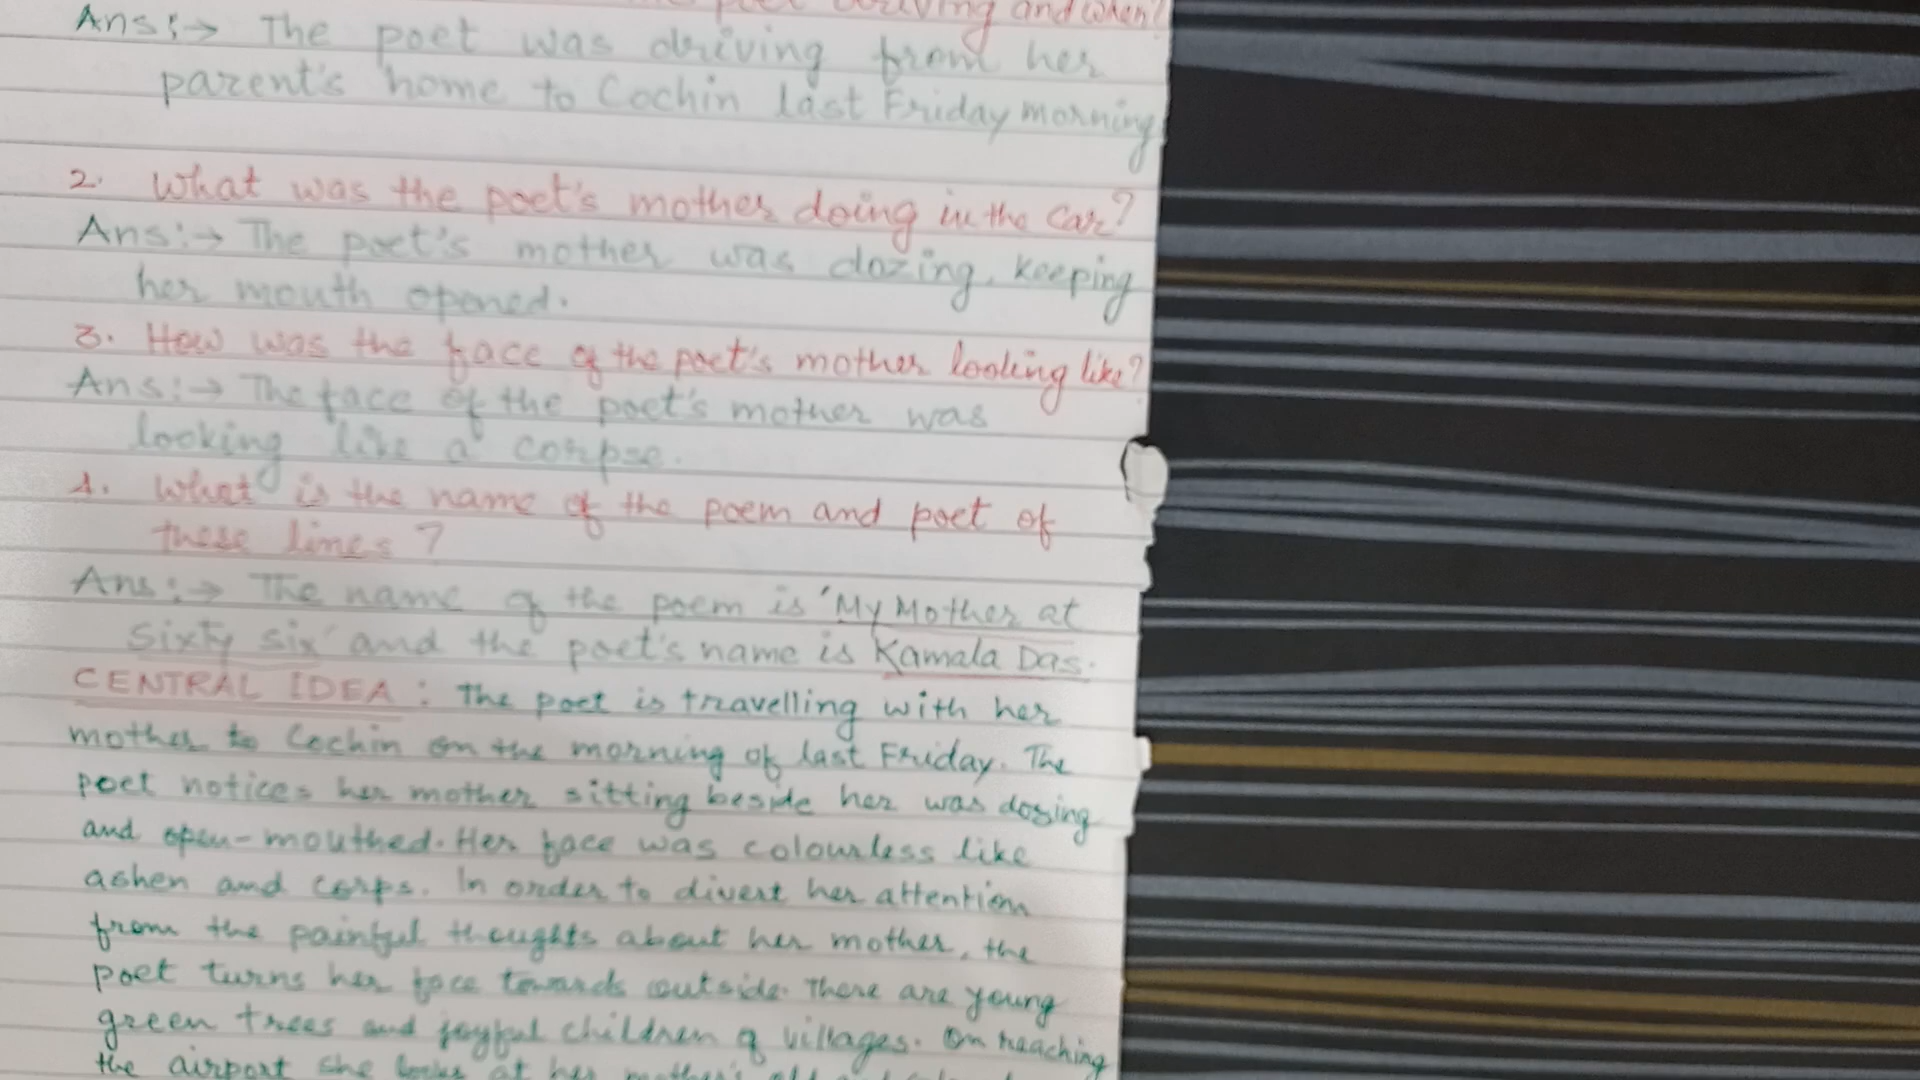 driving and when?
Ans:→ The poet was driving from her
parent's home to Cochin last Friday morning
2. What was the poet's mother doing in the car?
Ans:→ The poet's mother was dozing, keeping
her mouth opened.
3. How was the face of the poet's mother looking like?
Ans:→ The face of the poet's mother was
looking like a corpse.
4. What is the name of the poem and poet of
these lines?
Ans:→ The name of the poem is 'My Mother at
Sixty six' and the poet's name is Kamala Das.
CENTRAL IDEA: The poet is travelling with her
mother to Cochin on the morning of last Friday. The
poet notices her mother sitting beside her was dozing
and open-mouthed. Her face was colourless like
ashen and corps. In order to divert her attention
from the painful thoughts about her mother, the
poet turns her face towards outside. There are young
green trees and joyful children of villages. On reaching
the airport she looks at her mother's